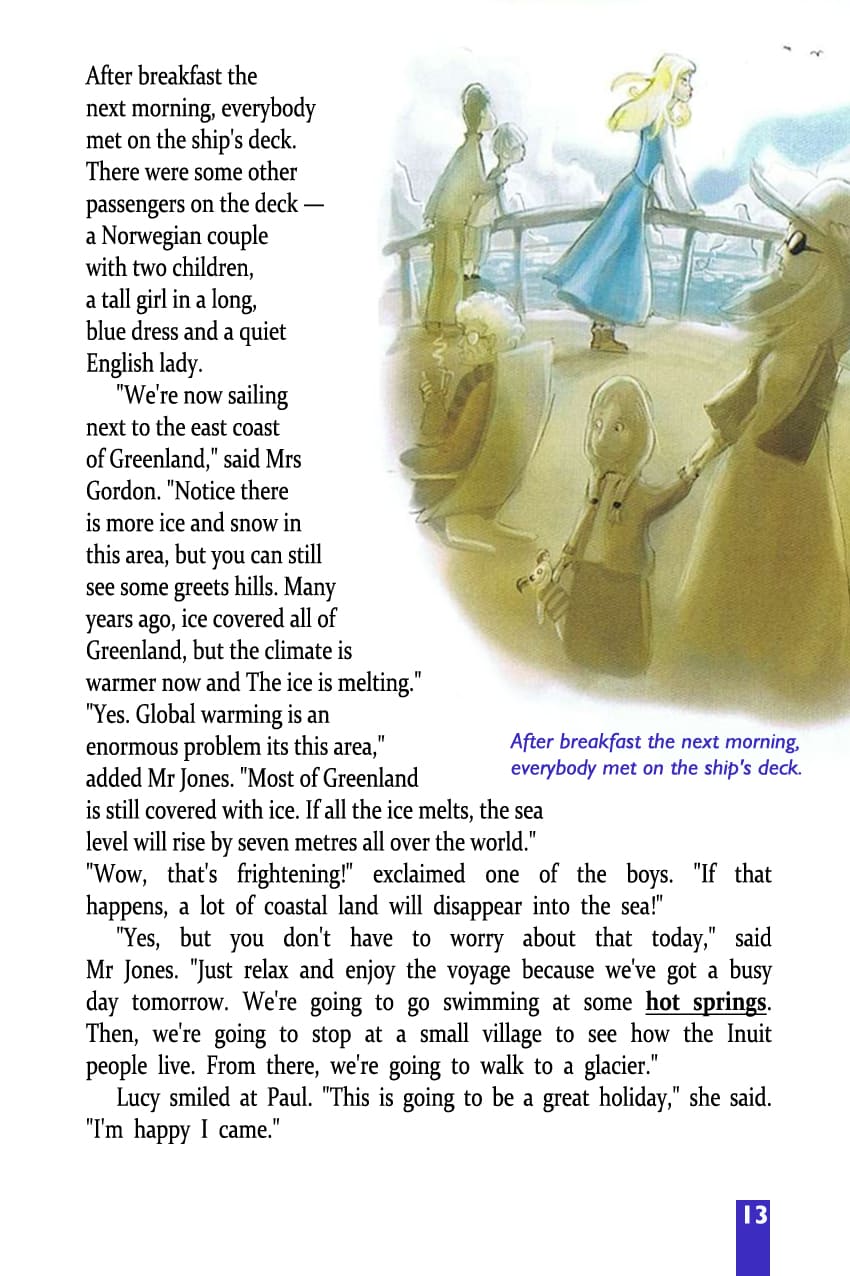 After breakfast the
next morning, everybody
met on the ship's deck.
There were some other
passengers on the deck —
a Norwegian couple
with two children,
a tall girl in a long,
blue dress and a quiet
English lady.
"We're now sailing
next to the east coast
of Greenland," said Mrs
Gordon. "Notice there
is more ice and snow in
this area, but you can still
see some greets hills. Many
years ago, ice covered all of
Greenland, but the climate is
warmer now and The ice is melting."
"Yes. Global warming is an
enormous problem its this area,"
added Mr Jones. "Most of Greenland
is still covered with ice. If all the ice melts, the sea
level will rise by seven metres all over the world."
"Wow, that's frightening!" exclaimed one of the boys. "If that
happens, a lot of coastal land will disappear into the sea!"
"Yes, but you don't have to worry about that today," said
Mr Jones. "Just relax and enjoy the voyage because we've got a busy
day tomorrow. We're going to go swimming at some hot springs.
Then, we're going to stop at a small village to see how the Inuit
people live. From there, we're going to walk to a glacier."
Lucy smiled at Paul. "This is going to be a great holiday," she said.
"I'm happy I came."
After breakfast the next morning,
everybody met on the ship's deck.
13